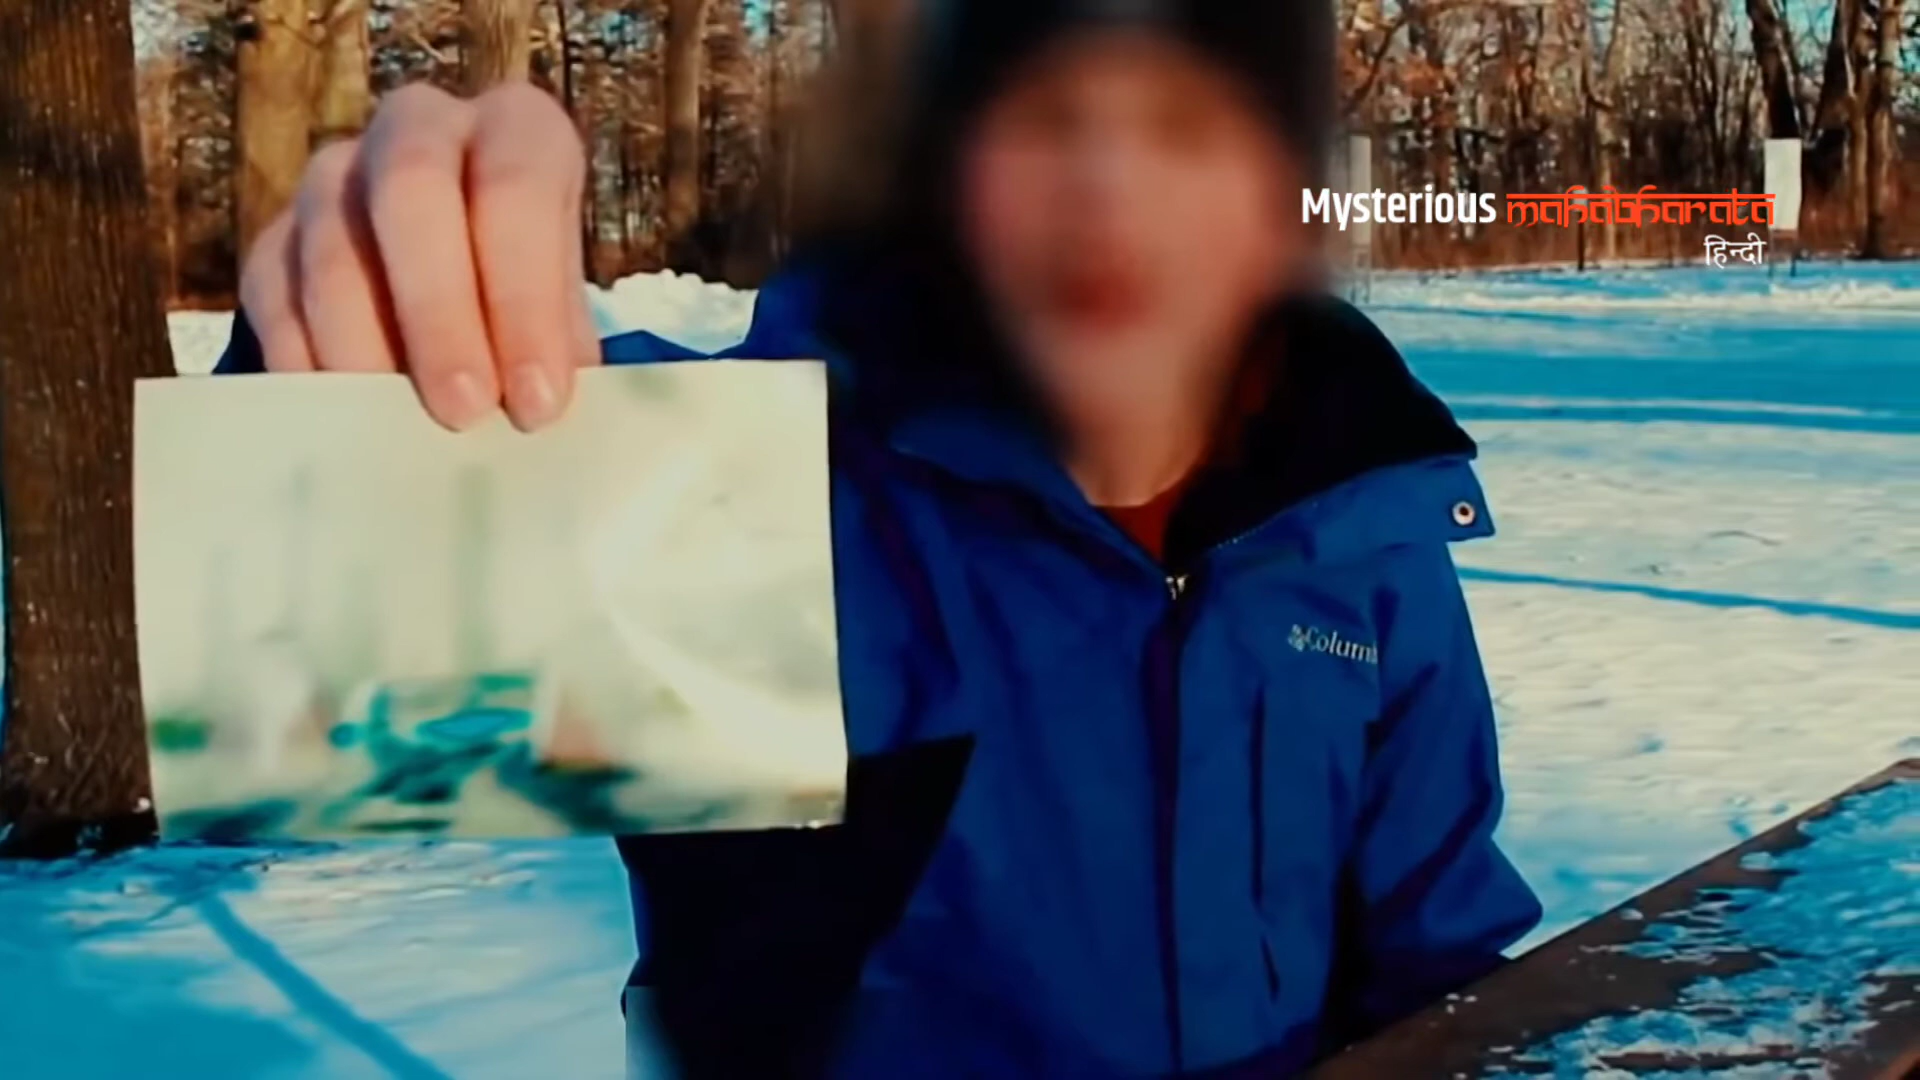 Mysterious mahabharata
हिन्दी
Columb